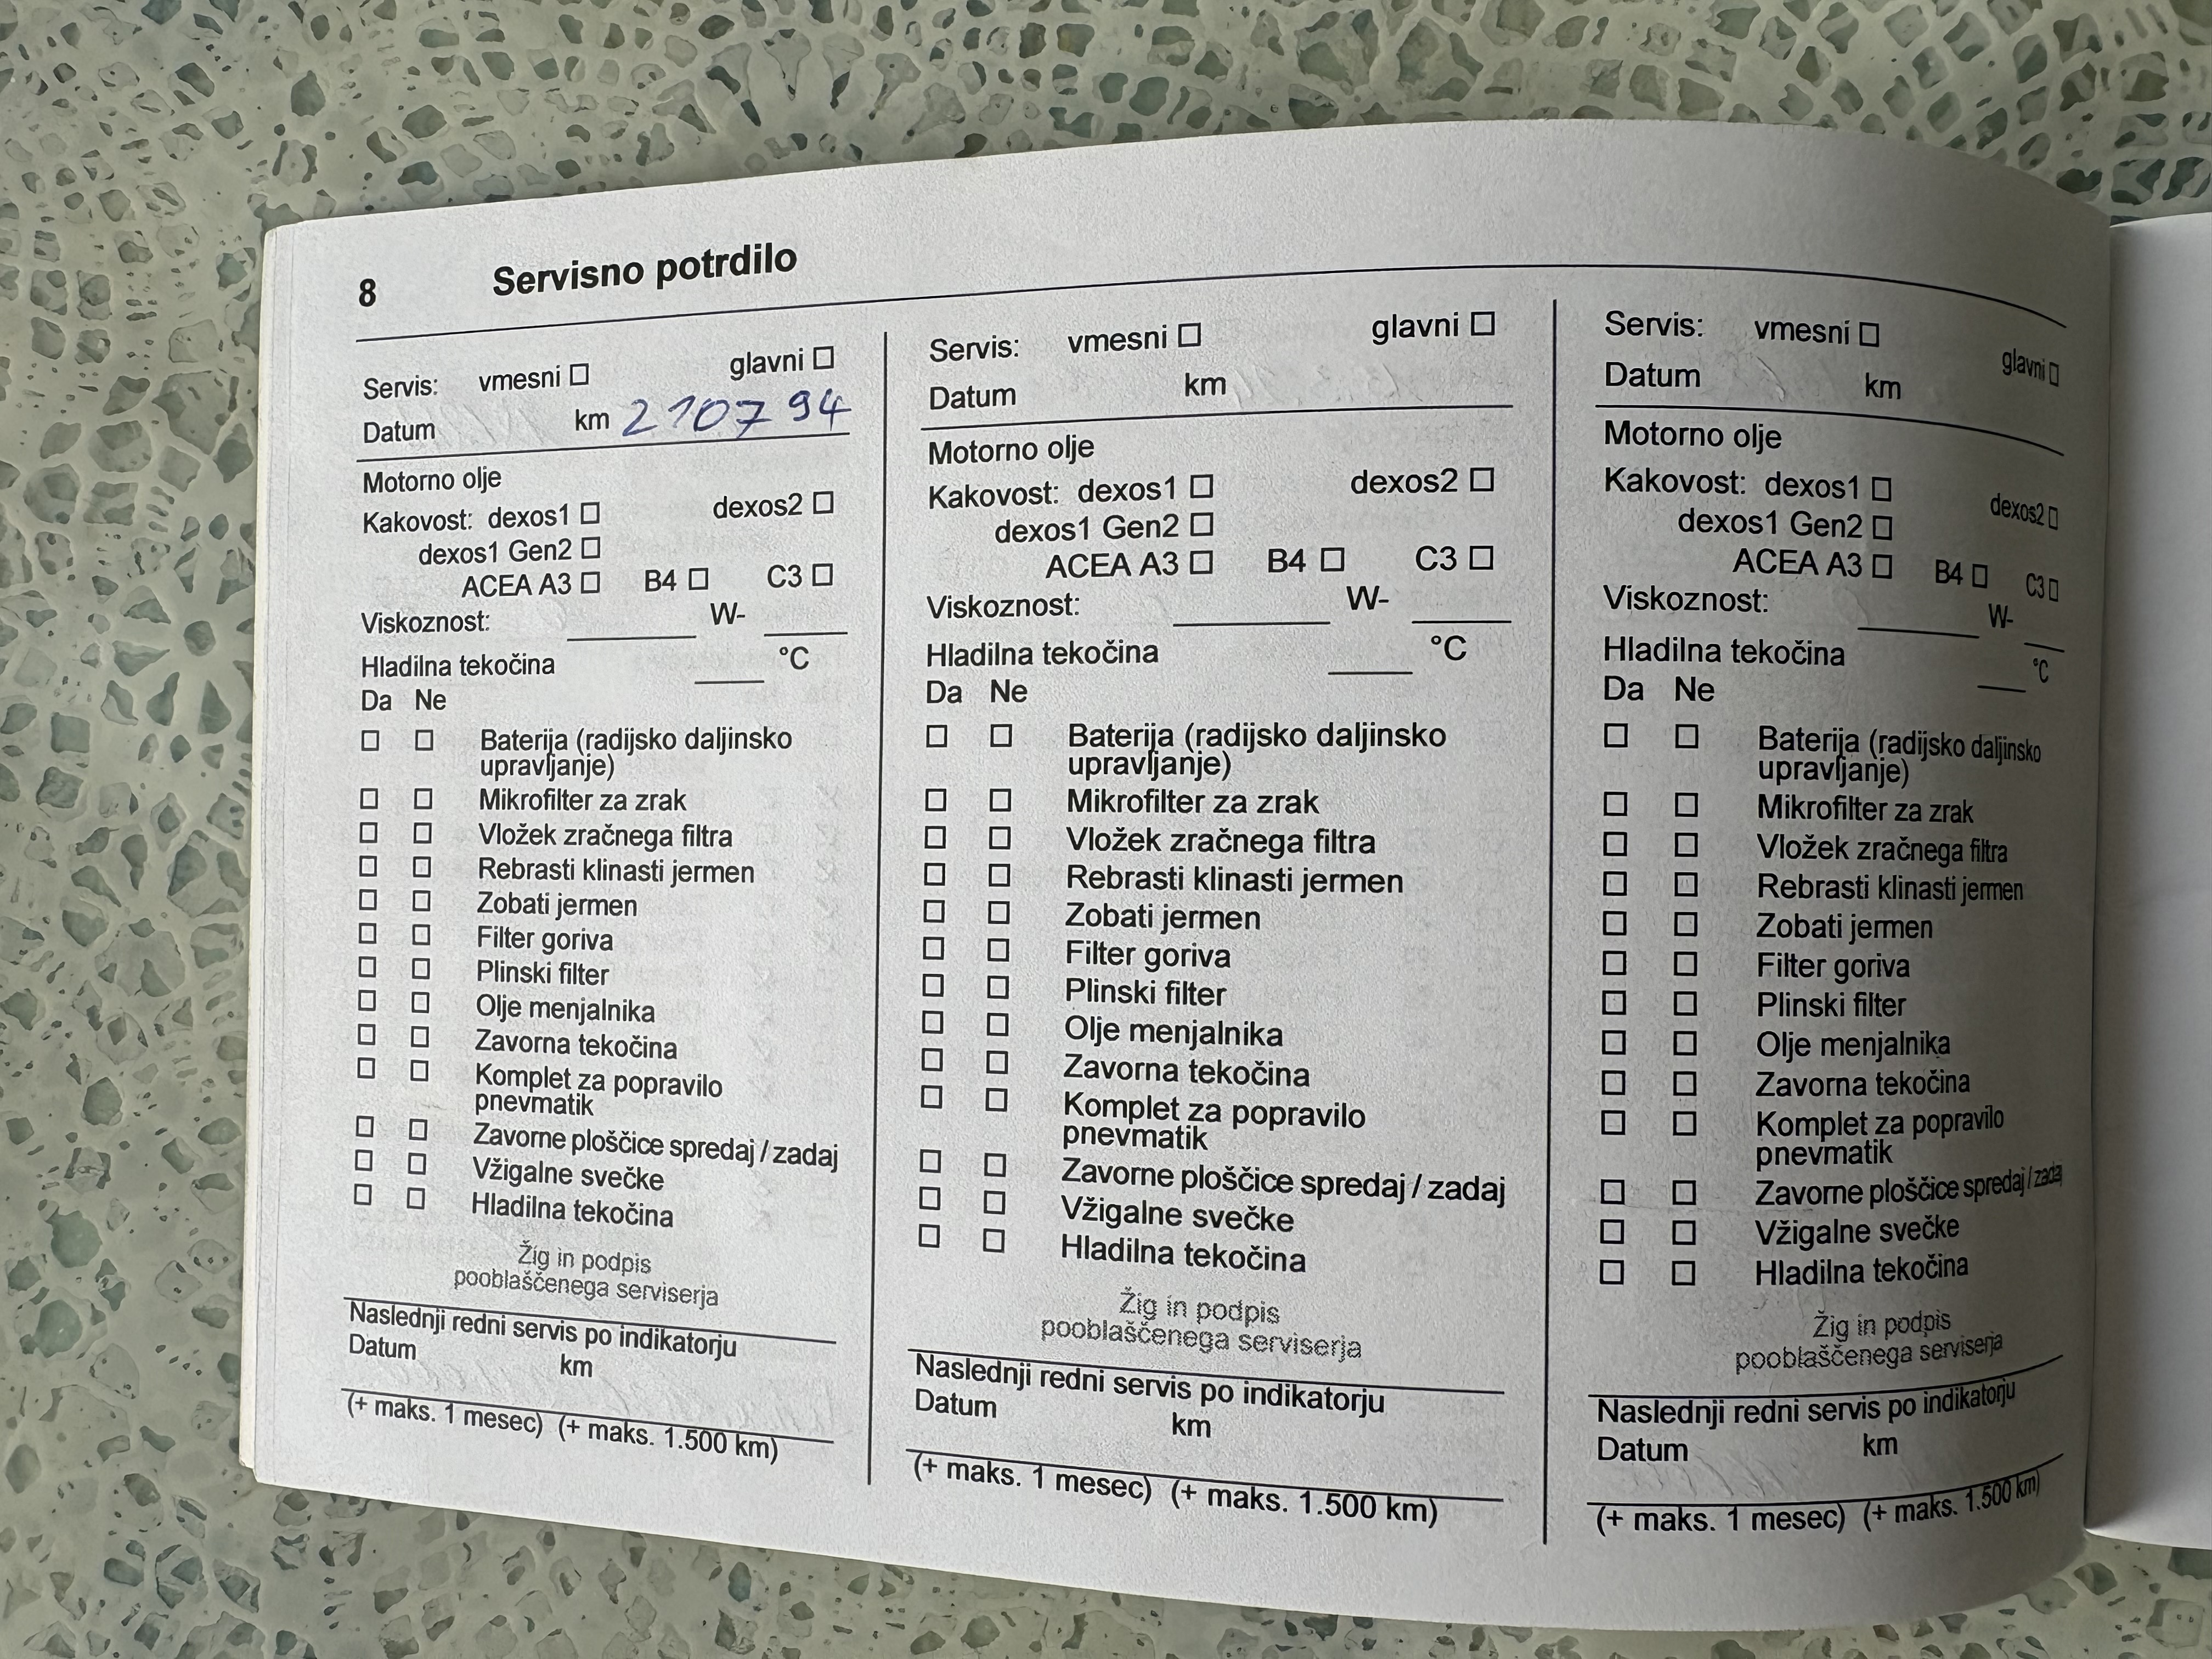 8 Servisno potrdilo
Servis: vmesni ☐ glavni ☐
Datum km 210794
Motorno olje
Kakovost: dexos1 ☐ dexos2 ☐
dexos1 Gen2 ☐
ACEA A3 ☐ B4 ☐ C3 ☐
Viskoznost: ____ W- ____
Hladilna tekočina ____ °C
Da Ne
☐ ☐ Baterija (radijsko daljinsko
upravljanje)
☐ ☐ Mikrofilter za zrak
☐ ☐ Vložek zračnega filtra
☐ ☐ Rebrasti klinasti jermen
☐ ☐ Zobati jermen
☐ ☐ Filter goriva
☐ ☐ Plinski filter
☐ ☐ Olje menjalnika
☐ ☐ Zavorna tekočina
☐ ☐ Komplet za popravilo
pnevmatik
☐ ☐ Zavorne ploščice spredaj / zadaj
☐ ☐ Vžigalne svečke
☐ ☐ Hladilna tekočina
Žig in podpis
pooblaščenega serviserja
Naslednji redni servis po indikatorju
Datum km
(+ maks. 1 mesec) (+ maks. 1.500 km)
Servis: vmesni ☐ glavni ☐
Datum km
Motorno olje
Kakovost: dexos1 ☐ dexos2 ☐
dexos1 Gen2 ☐
ACEA A3 ☐ B4 ☐ C3 ☐
Viskoznost: ____ W- ____
Hladilna tekočina ____ °C
Da Ne
☐ ☐ Baterija (radijsko daljinsko
upravljanje)
☐ ☐ Mikrofilter za zrak
☐ ☐ Vložek zračnega filtra
☐ ☐ Rebrasti klinasti jermen
☐ ☐ Zobati jermen
☐ ☐ Filter goriva
☐ ☐ Plinski filter
☐ ☐ Olje menjalnika
☐ ☐ Zavorna tekočina
☐ ☐ Komplet za popravilo
pnevmatik
☐ ☐ Zavorne ploščice spredaj / zadaj
☐ ☐ Vžigalne svečke
☐ ☐ Hladilna tekočina
Žig in podpis
pooblaščenega serviserja
Naslednji redni servis po indikatorju
Datum km
(+ maks. 1 mesec) (+ maks. 1.500 km)
Servis: vmesni ☐ glavni ☐
Datum km
Motorno olje
Kakovost: dexos1 ☐ dexos2 ☐
dexos1 Gen2 ☐
ACEA A3 ☐ B4 ☐ C3 ☐
Viskoznost: ____ W- ____
Hladilna tekočina ____ °C
Da Ne
☐ ☐ Baterija (radijsko daljinsko
upravljanje)
☐ ☐ Mikrofilter za zrak
☐ ☐ Vložek zračnega filtra
☐ ☐ Rebrasti klinasti jermen
☐ ☐ Zobati jermen
☐ ☐ Filter goriva
☐ ☐ Plinski filter
☐ ☐ Olje menjalnika
☐ ☐ Zavorna tekočina
☐ ☐ Komplet za popravilo
pnevmatik
☐ ☐ Zavorne ploščice spredaj / zadaj
☐ ☐ Vžigalne svečke
☐ ☐ Hladilna tekočina
Žig in podpis
pooblaščenega serviserja
Naslednji redni servis po indikatorju
Datum km
(+ maks. 1 mesec) (+ maks. 1.500 km)